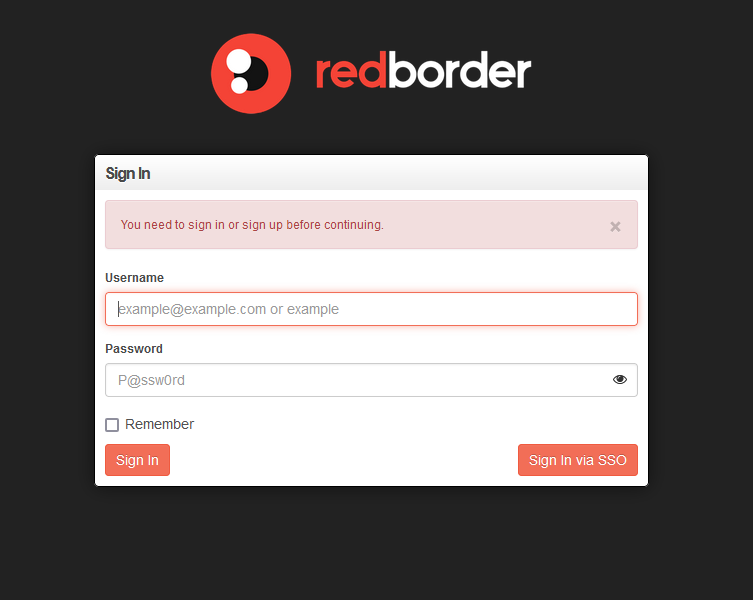 redborder
Sign In
You need to sign in or sign up before continuing.
×
Username
example@example.com or example
Password
P@ssw0rd
Remember
Sign In
Sign In via SSO